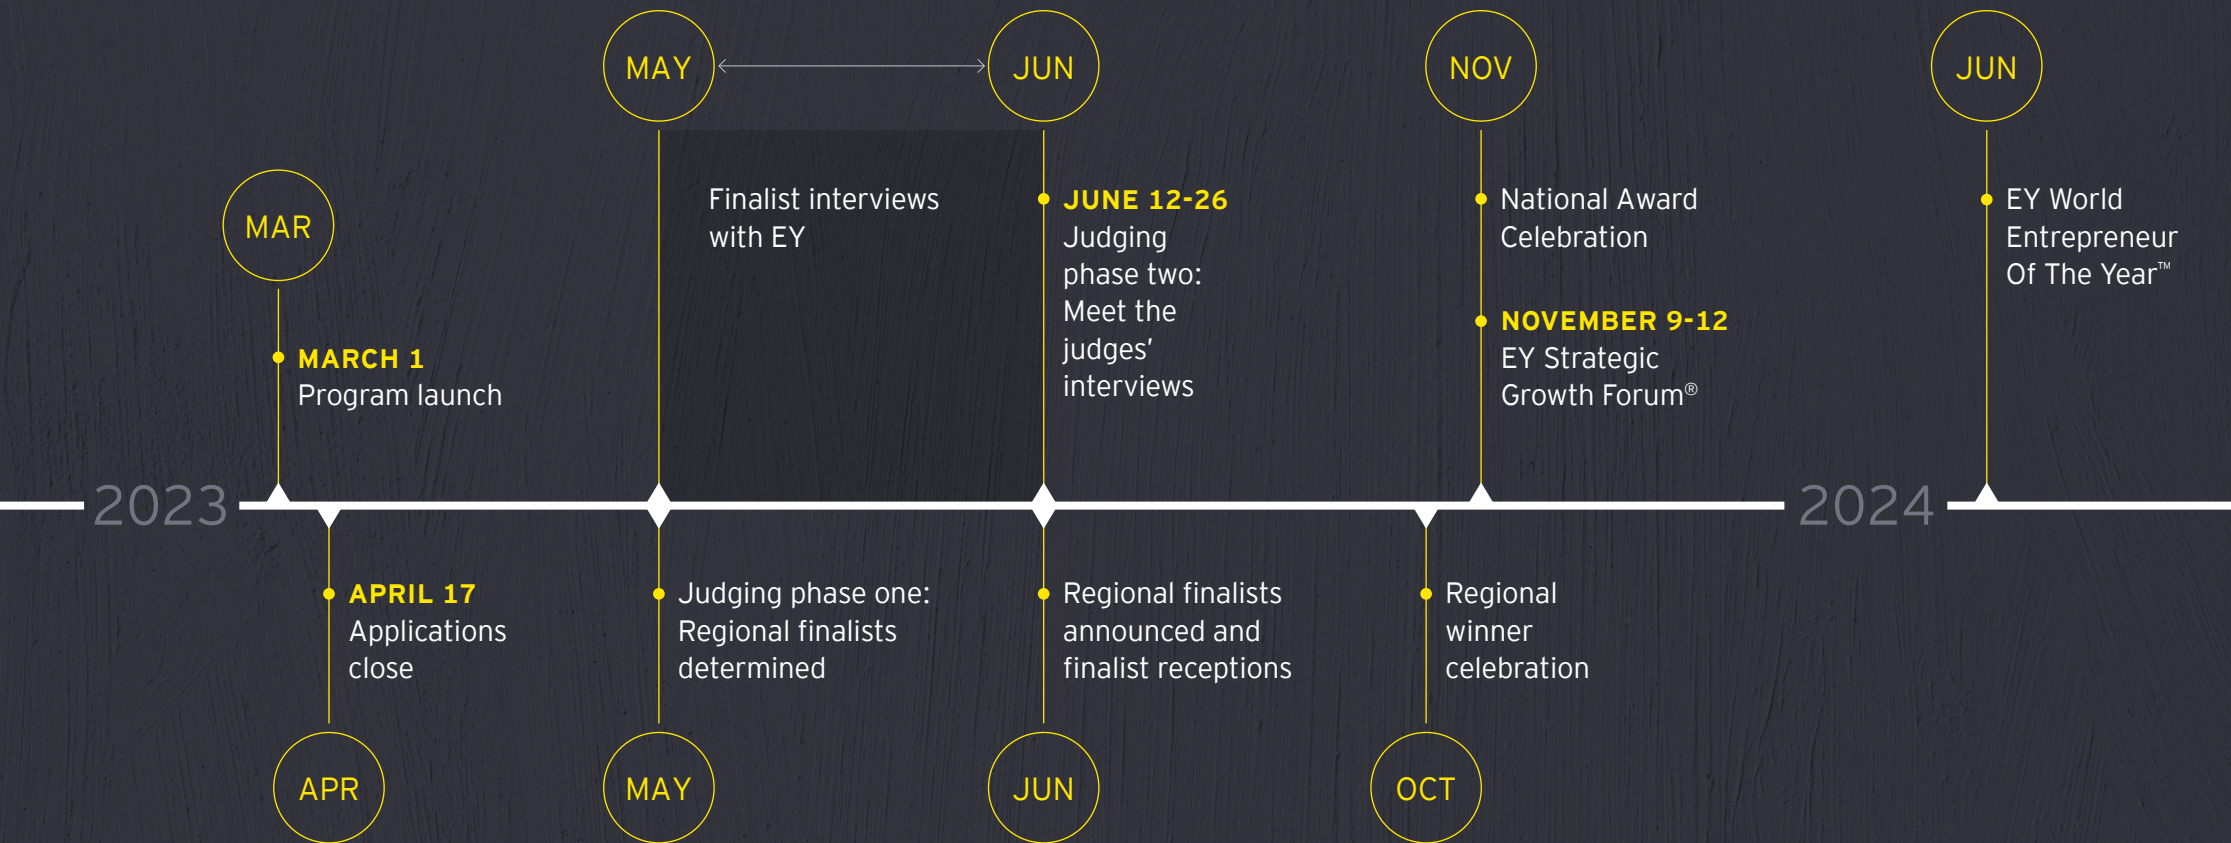 MAY
JUN
NOV
JUN
MAR
Finalist interviews
with EY
JUNE 12-26
Judging
phase two:
Meet the
judges’
interviews
National Award
Celebration
NOVEMBER 9-12
EY Strategic
Growth Forum®
EY World
Entrepreneur
Of The Year™
MARCH 1
Program launch
2023
2024
APRIL 17
Applications
close
Judging phase one:
Regional finalists
determined
Regional finalists
announced and
finalist receptions
Regional
winner
celebration
APR
MAY
JUN
OCT